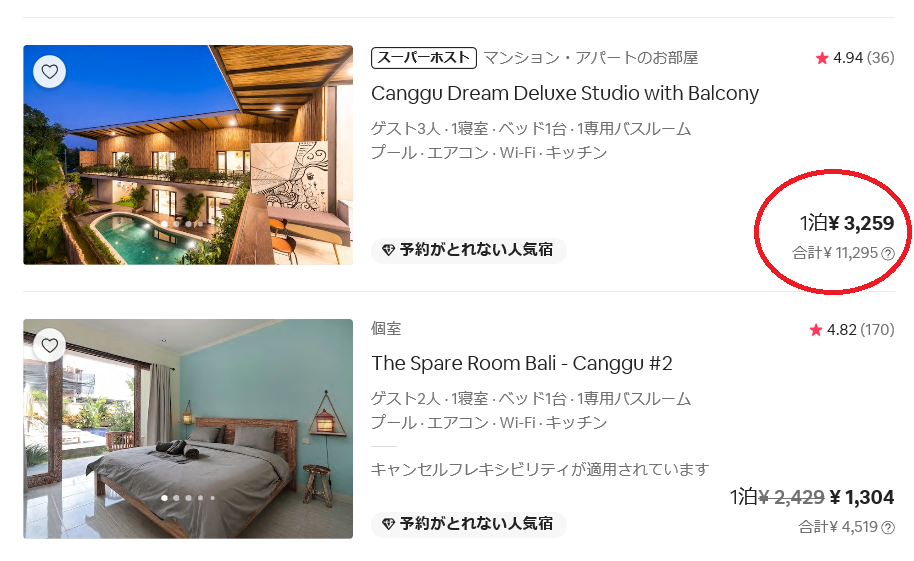 スーパーホスト マンション・アパートのお部屋
★ 4.94 (36)
Canggu Dream Deluxe Studio with Balcony
ゲスト3人 · 1寝室 · ベッド1台 · 1専用バスルーム
プール · エアコン · Wi-Fi · キッチン
1泊¥ 3,259
予約がとれない人気宿
合計¥ 11,295 ?
個室
★ 4.82 (170)
The Spare Room Bali - Canggu #2
ゲスト2人 · 1寝室 · ベッド1台 · 1専用バスルーム
プール · エアコン · Wi-Fi · キッチン
キャンセルフレキシビリティが適用されています
1泊¥ 2,429 ¥ 1,304
予約がとれない人気宿
合計¥ 4,519 ?